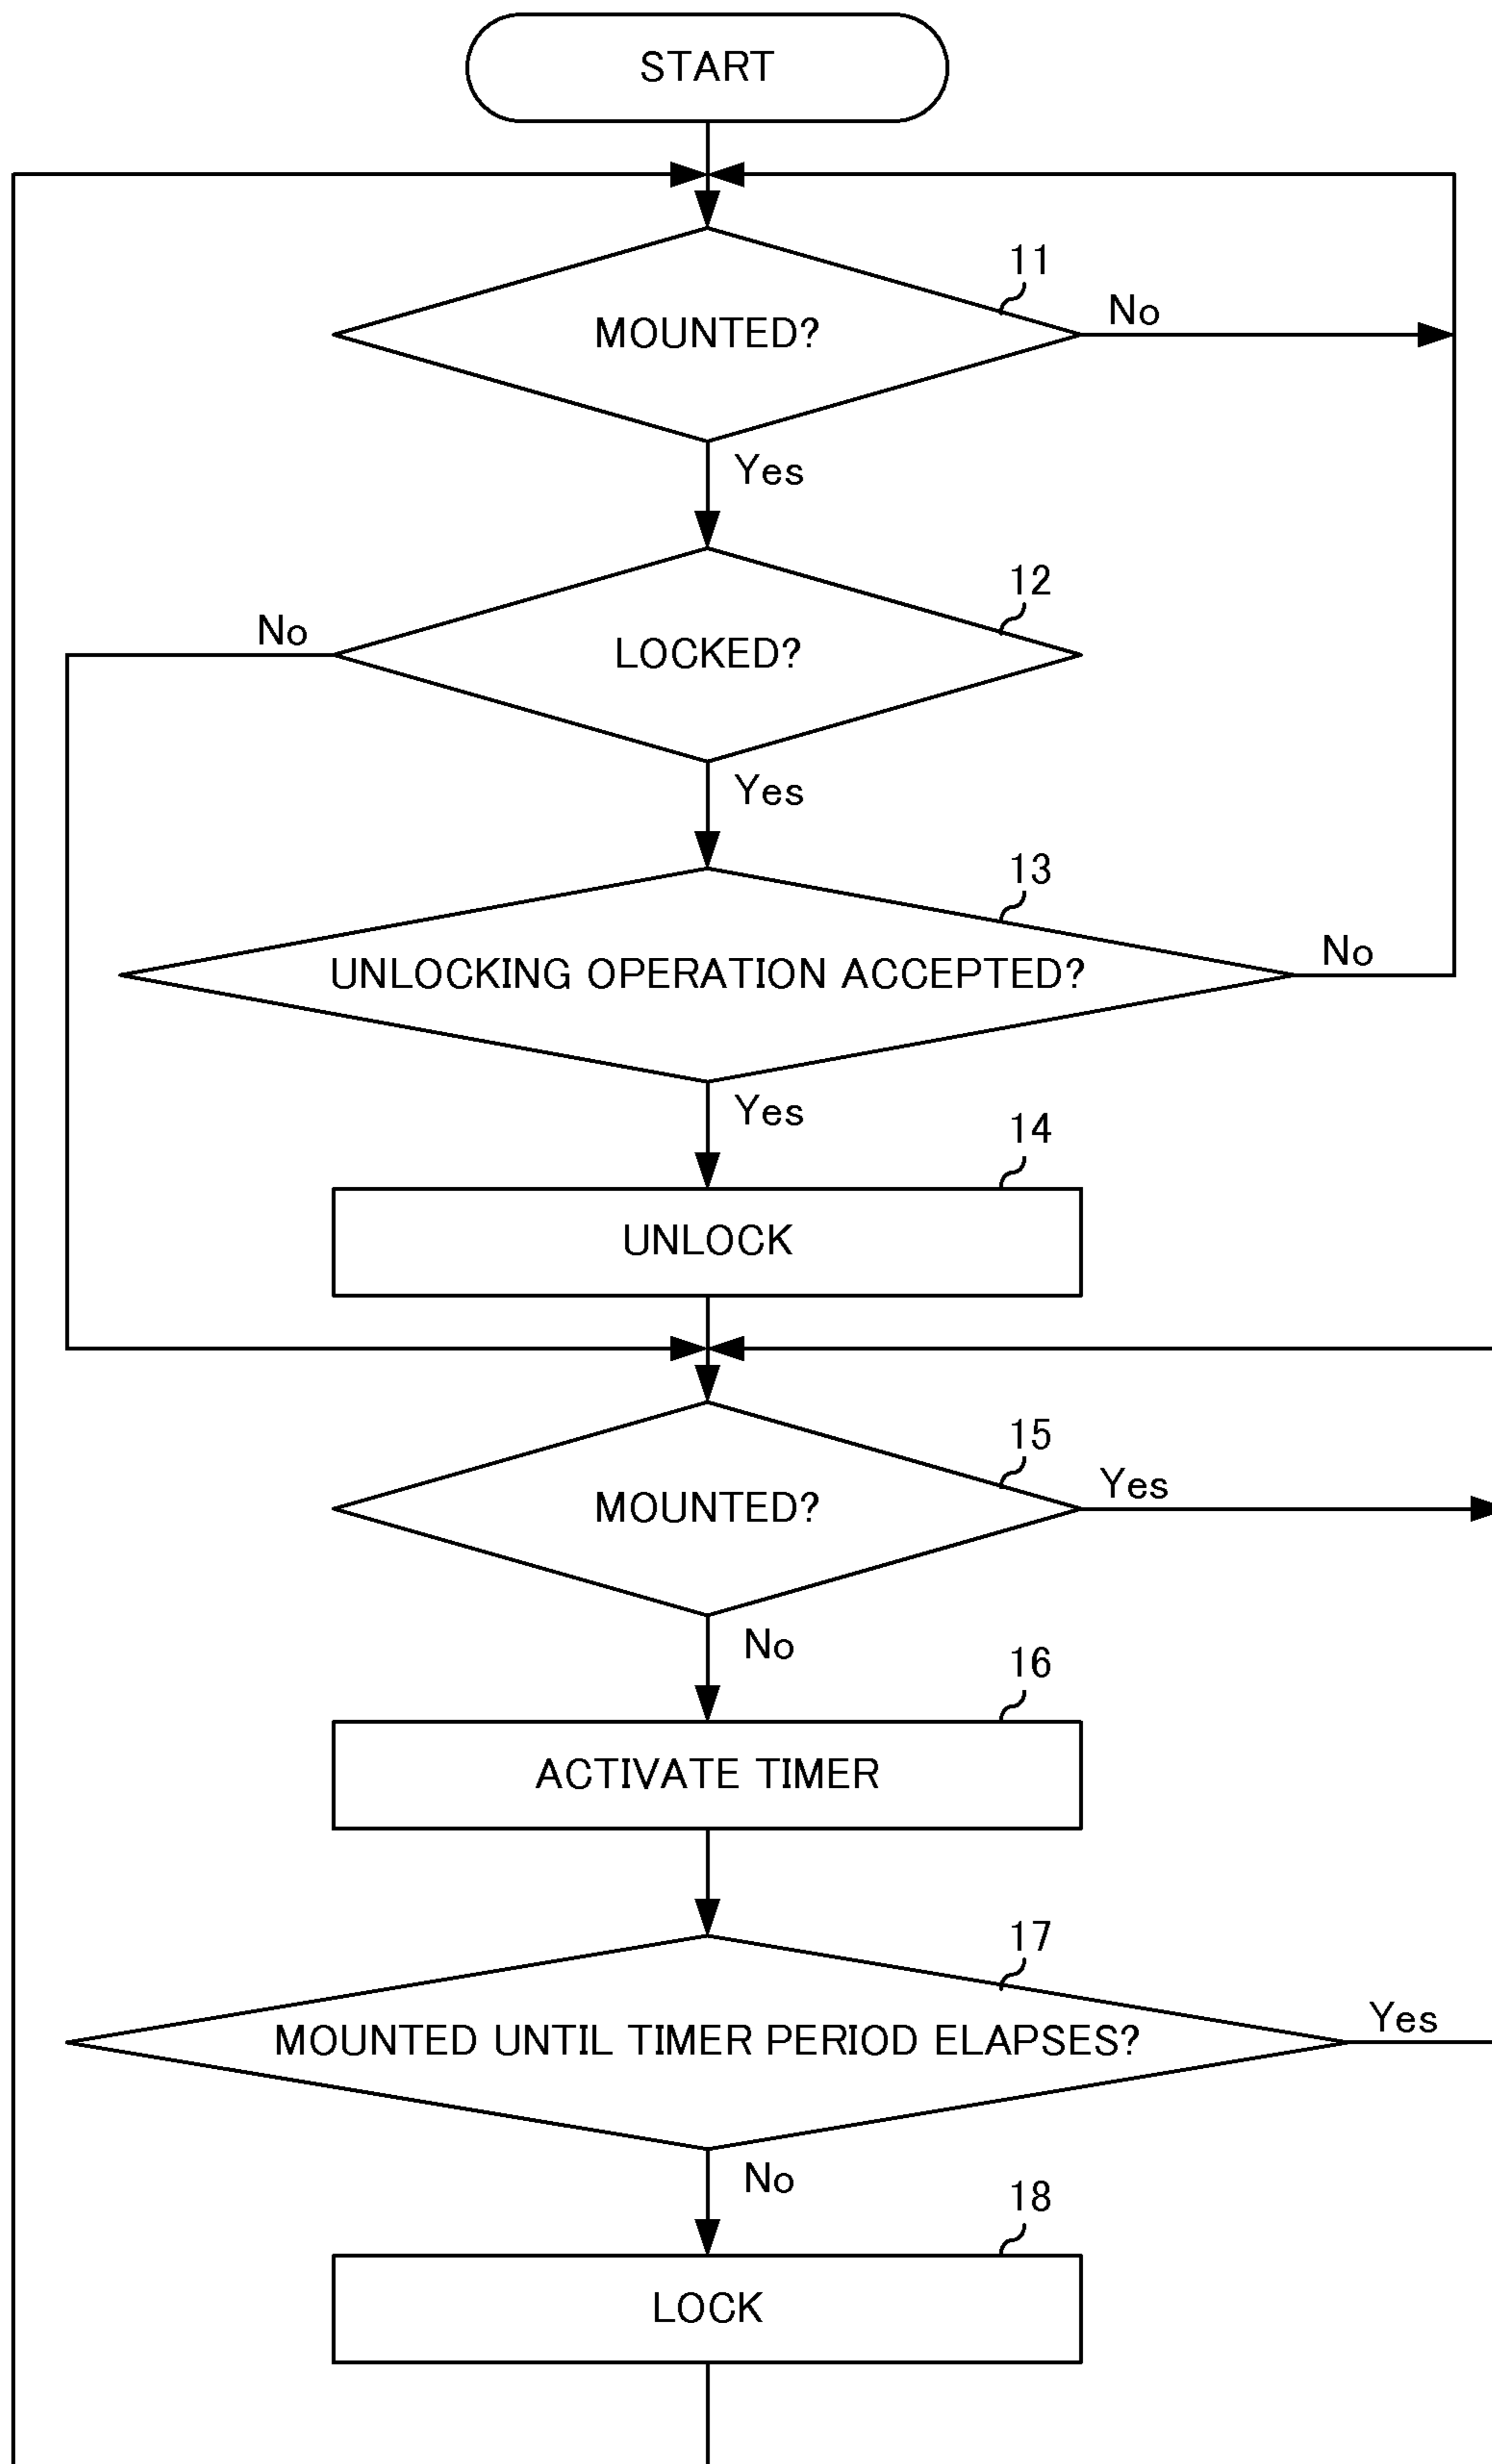 START
11
MOUNTED?
No
Yes
12
No
LOCKED?
Yes
13
UNLOCKING OPERATION ACCEPTED?
No
Yes
14
UNLOCK
15
MOUNTED?
Yes
No
16
ACTIVATE TIMER
17
MOUNTED UNTIL TIMER PERIOD ELAPSES?
Yes
No
18
LOCK